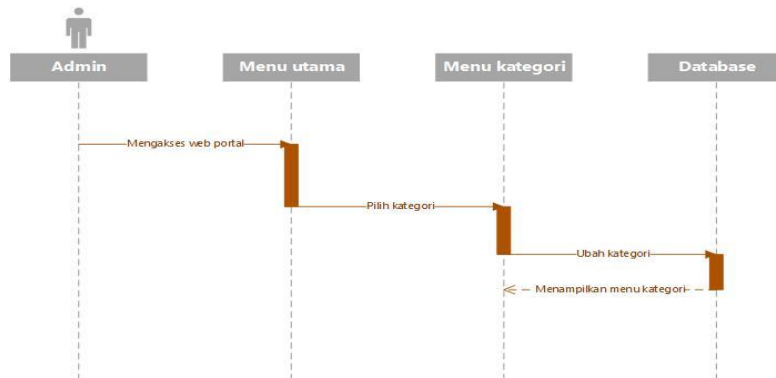 Admin
Menu utama
Menu kategori
Database
Mengakses web portal
Pilih kategori
Ubah kategori
Menampilkan menu kategori